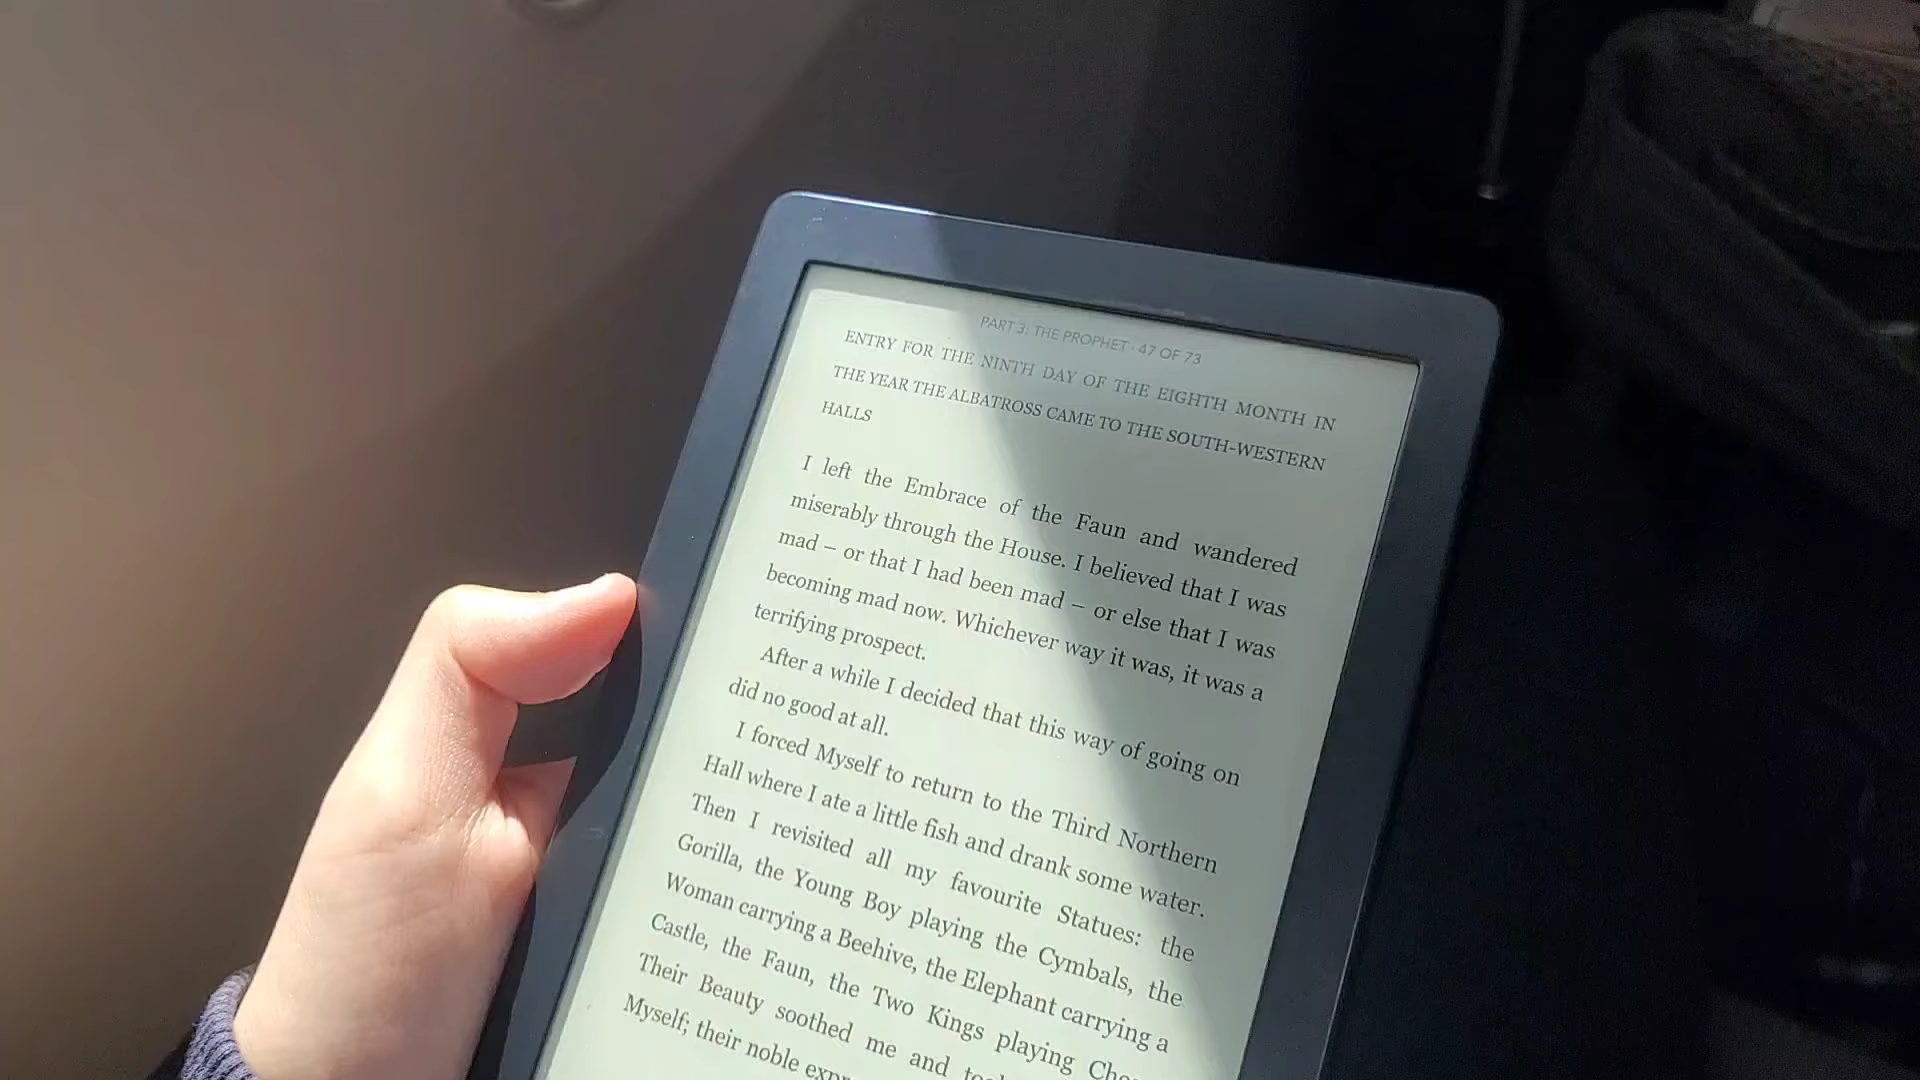 PART 3: THE PROPHET · 47 OF 73
ENTRY FOR THE NINTH DAY OF THE EIGHTH MONTH IN
THE YEAR THE ALBATROSS CAME TO THE SOUTH-WESTERN
HALLS
I left the Embrace of the Faun and wandered
miserably through the House. I believed that I was
mad – or that I had been mad – or else that I was
becoming mad now. Whichever way it was, it was a
terrifying prospect.
After a while I decided that this way of going on
did no good at all.
I forced Myself to return to the Third Northern
Hall where I ate a little fish and drank some water.
Then I revisited all my favourite Statues: the
Gorilla, the Young Boy playing the Cymbals, the
Woman carrying a Beehive, the Elephant carrying a
Castle, the Faun, the Two Kings playing
Their Beauty soothed me and
Myself; their noble